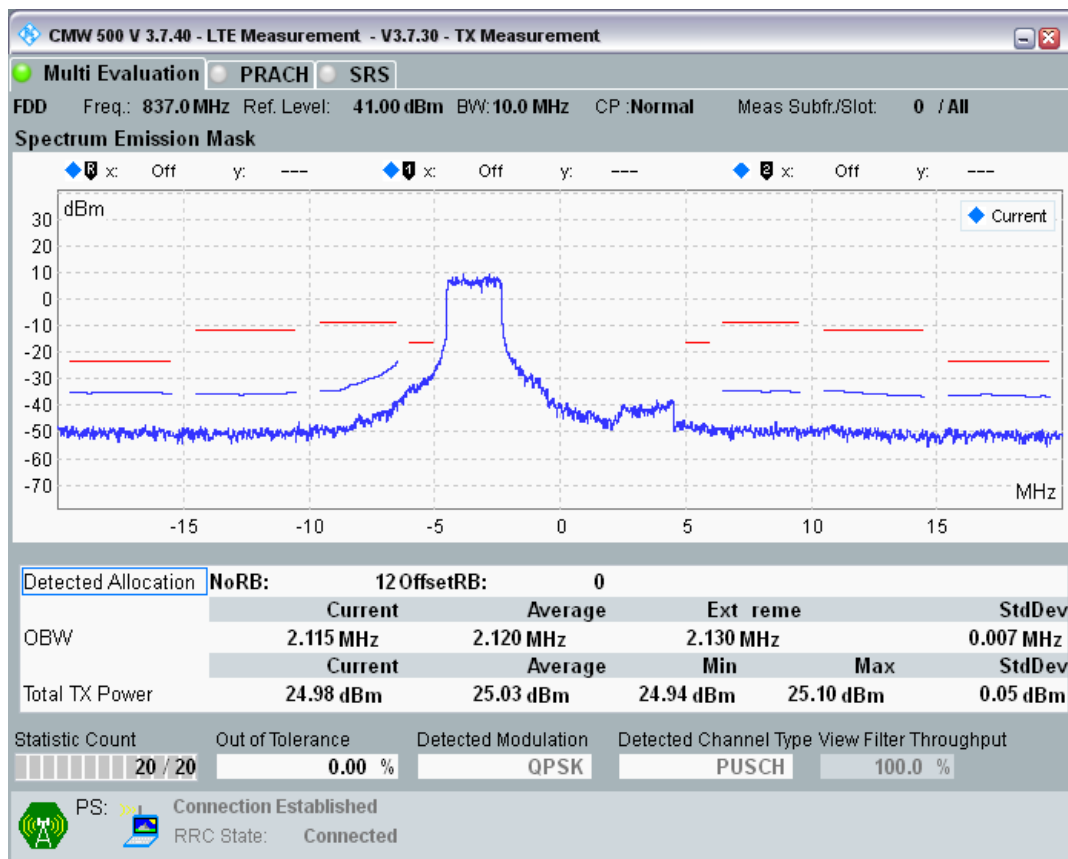 CMW 500 V 3.7.40 - LTE Measurement - V3.7.30 - TX Measurement
Multi Evaluation PRACH SRS
FDD Freq.: 837.0 MHz Ref. Level: 41.00 dBm BW: 10.0 MHz CP :Normal Meas Subfr./Slot: 0 / All
Spectrum Emission Mask
R x: Off y: --- 1 x: Off y: --- 2 x: Off y: ---
dBm
Current
30
20
10
0
-10
-20
-30
-40
-50
-60
-70
MHz
-15 -10 -5 0 5 10 15
Detected Allocation NoRB: 12 OffsetRB: 0
Current Average Ext reme StdDev
OBW 2.115 MHz 2.120 MHz 2.130 MHz 0.007 MHz
Current Average Min Max StdDev
Total TX Power 24.98 dBm 25.03 dBm 24.94 dBm 25.10 dBm 0.05 dBm
Statistic Count Out of Tolerance Detected Modulation Detected Channel Type View Filter Throughput
20 / 20 0.00 % QPSK PUSCH 100.0 %
PS: Connection Established
RRC State: Connected